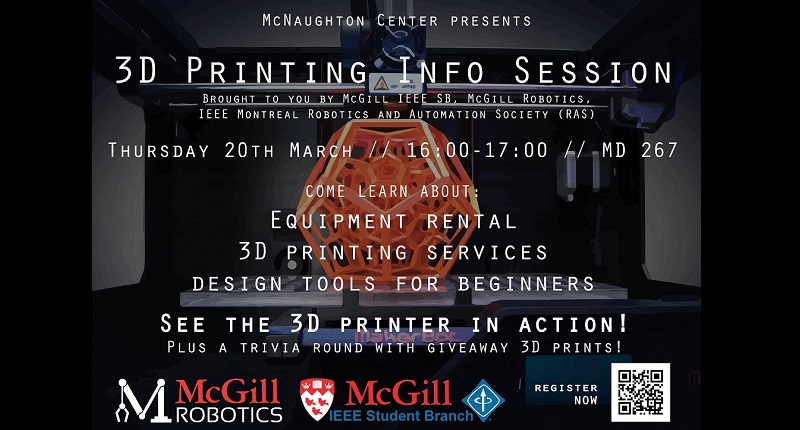 McNaughton Center presents
3D Printing Info Session
Brought to you by McGill IEEE SB, McGill Robotics,
IEEE Montreal Robotics and Automation Society (RAS)
Thursday 20th March // 16:00-17:00 // MD 267
come learn about:
Equipment rental
3D printing services
design tools for beginners
See the 3D printer in action!
MakerBot
Plus a trivia round with giveaway 3D prints!
McGill
ROBOTICS
McGill
IEEE Student Branch
Register
now